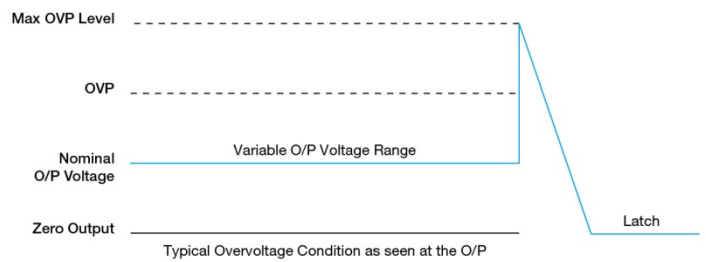 Max OVP Level
OVP
Variable O/P Voltage Range
Nominal
O/P Voltage
Latch
Zero Output
Typical Overvoltage Condition as seen at the O/P